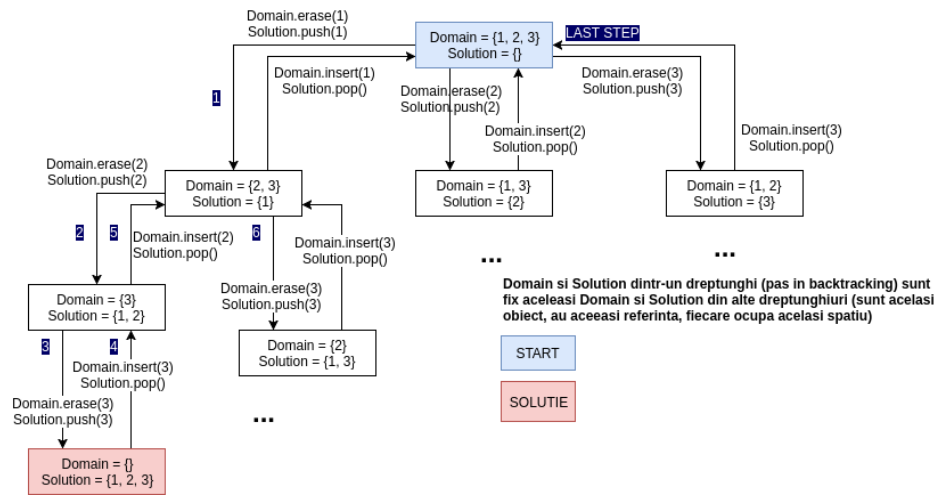 Domain.erase(1)
Solution.push(1)
Domain = {1, 2, 3}
Solution = {}
LAST STEP
Domain.insert(1)
Solution.pop()
Domain.erase(2)
Solution.push(2)
Domain.erase(3)
Solution.push(3)
1
Domain.insert(2)
Solution.pop()
Domain.insert(3)
Solution.pop()
Domain.erase(2)
Solution.push(2)
Domain = {2, 3}
Solution = {1}
Domain = {1, 3}
Solution = {2}
Domain = {1, 2}
Solution = {3}
2
5
Domain.insert(2)
Solution.pop()
6
Domain.insert(3)
Solution.pop()
...
...
Domain.erase(3)
Solution.push(3)
Domain si Solution dintr-un dreptunghi (pas in backtracking) sunt
fix aceleasi Domain si Solution din alte dreptunghiuri (sunt acelasi
obiect, au aceeasi referinta, fiecare ocupa acelasi spatiu)
Domain = {3}
Solution = {1, 2}
3
4
Domain = {2}
Solution = {1, 3}
START
Domain.insert(3)
Solution.pop()
Domain.erase(3)
Solution.push(3)
...
SOLUTIE
Domain = {}
Solution = {1, 2, 3}